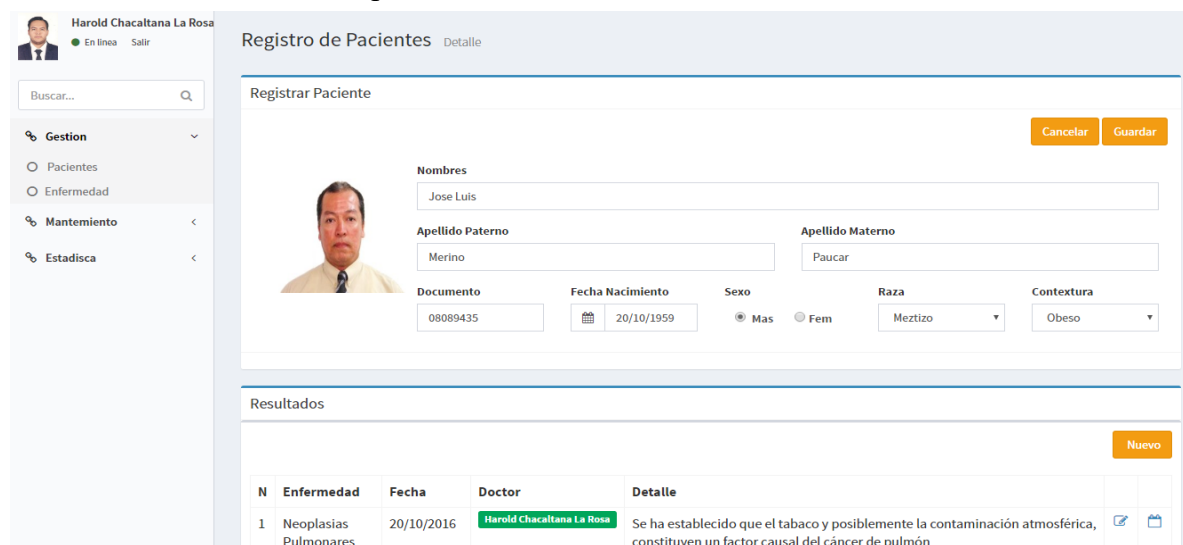 Harold Chacaltana La Rosa
En linea Salir
Registro de Pacientes Detalle
Buscar...
Registrar Paciente
Cancelar Guardar
Gestion
Pacientes
Enfermedad
Mantemiento
Estadisca
Nombres
Jose Luis
Apellido Paterno Apellido Materno
Merino Paucar
Documento Fecha Nacimiento Sexo Raza Contextura
08089435 20/10/1959 Mas Fem Meztizo Obeso
Resultados
Nuevo
N Enfermedad Fecha Doctor Detalle
1 Neoplasias 20/10/2016 Harold Chacaltana La Rosa Se ha establecido que el tabaco y posiblemente la contaminación atmosférica,
Pulmonares constituyen un factor causal del cáncer de pulmón